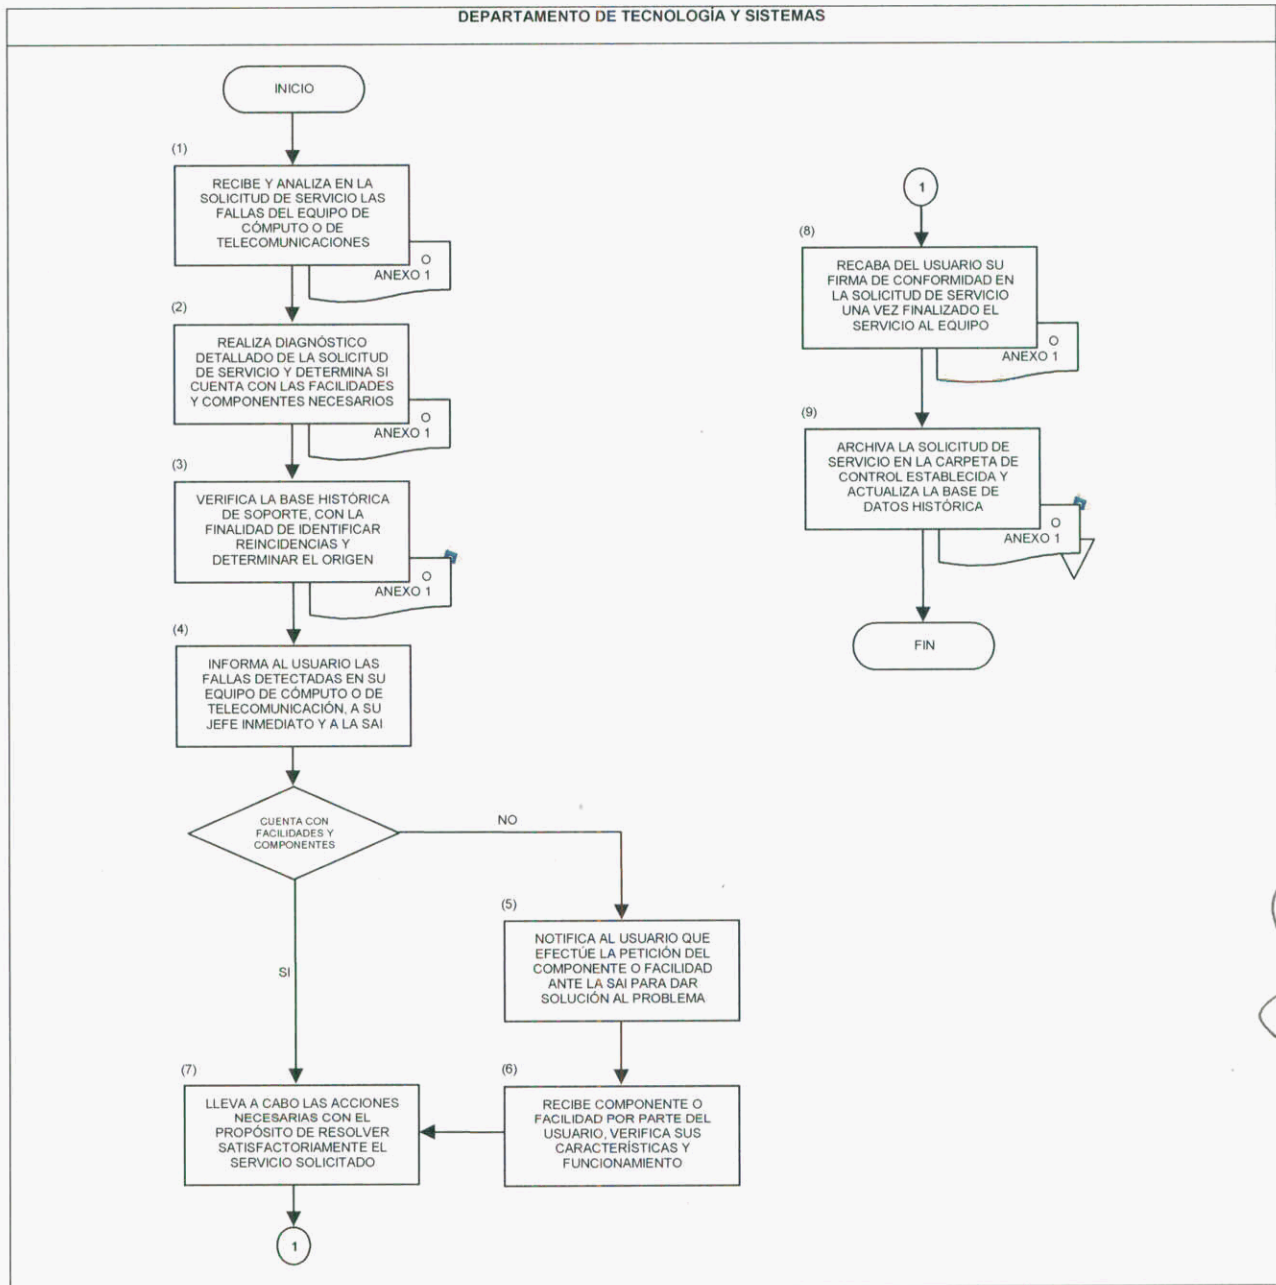 DEPARTAMENTO DE TECNOLOGÍA Y SISTEMAS
INICIO
(1)
RECIBE Y ANALIZA EN LA
SOLICITUD DE SERVICIO LAS
FALLAS DEL EQUIPO DE
CÓMPUTO O DE
TELECOMUNICACIONES
O
ANEXO 1
(2)
REALIZA DIAGNÓSTICO
DETALLADO DE LA SOLICITUD
DE SERVICIO Y DETERMINA SI
CUENTA CON LAS FACILIDADES
Y COMPONENTES NECESARIOS
O
ANEXO 1
(3)
VERIFICA LA BASE HISTÓRICA
DE SOPORTE, CON LA
FINALIDAD DE IDENTIFICAR
REINCIDENCIAS Y
DETERMINAR EL ORIGEN
O
ANEXO 1
(4)
INFORMA AL USUARIO LAS
FALLAS DETECTADAS EN SU
EQUIPO DE CÓMPUTO O DE
TELECOMUNICACIÓN, A SU
JEFE INMEDIATO Y A LA SAI
CUENTA CON
FACILIDADES Y
COMPONENTES
NO
SI
(5)
NOTIFICA AL USUARIO QUE
EFECTÚE LA PETICIÓN DEL
COMPONENTE O FACILIDAD
ANTE LA SAI PARA DAR
SOLUCIÓN AL PROBLEMA
(6)
RECIBE COMPONENTE O
FACILIDAD POR PARTE DEL
USUARIO, VERIFICA SUS
CARACTERÍSTICAS Y
FUNCIONAMIENTO
(7)
LLEVA A CABO LAS ACCIONES
NECESARIAS CON EL
PROPÓSITO DE RESOLVER
SATISFACTORIAMENTE EL
SERVICIO SOLICITADO
1
1
(8)
RECABA DEL USUARIO SU
FIRMA DE CONFORMIDAD EN
LA SOLICITUD DE SERVICIO
UNA VEZ FINALIZADO EL
SERVICIO AL EQUIPO
O
ANEXO 1
(9)
ARCHIVA LA SOLICITUD DE
SERVICIO EN LA CARPETA DE
CONTROL ESTABLECIDA Y
ACTUALIZA LA BASE DE
DATOS HISTÓRICA
O
ANEXO 1
FIN